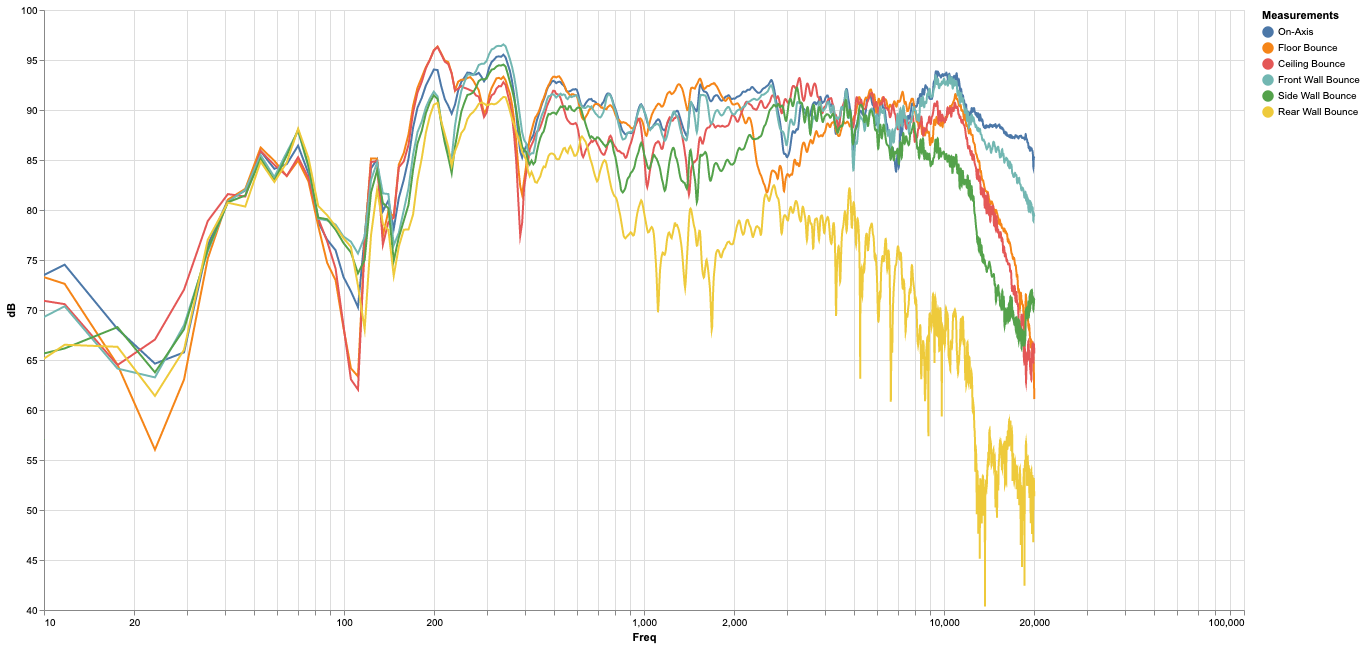 100
95
90
85
80
75
70
65
60
55
50
45
40
dB
10
20
100
200
1,000
2,000
10,000
20,000
100,000
Freq
Measurements
On-Axis
Floor Bounce
Ceiling Bounce
Front Wall Bounce
Side Wall Bounce
Rear Wall Bounce